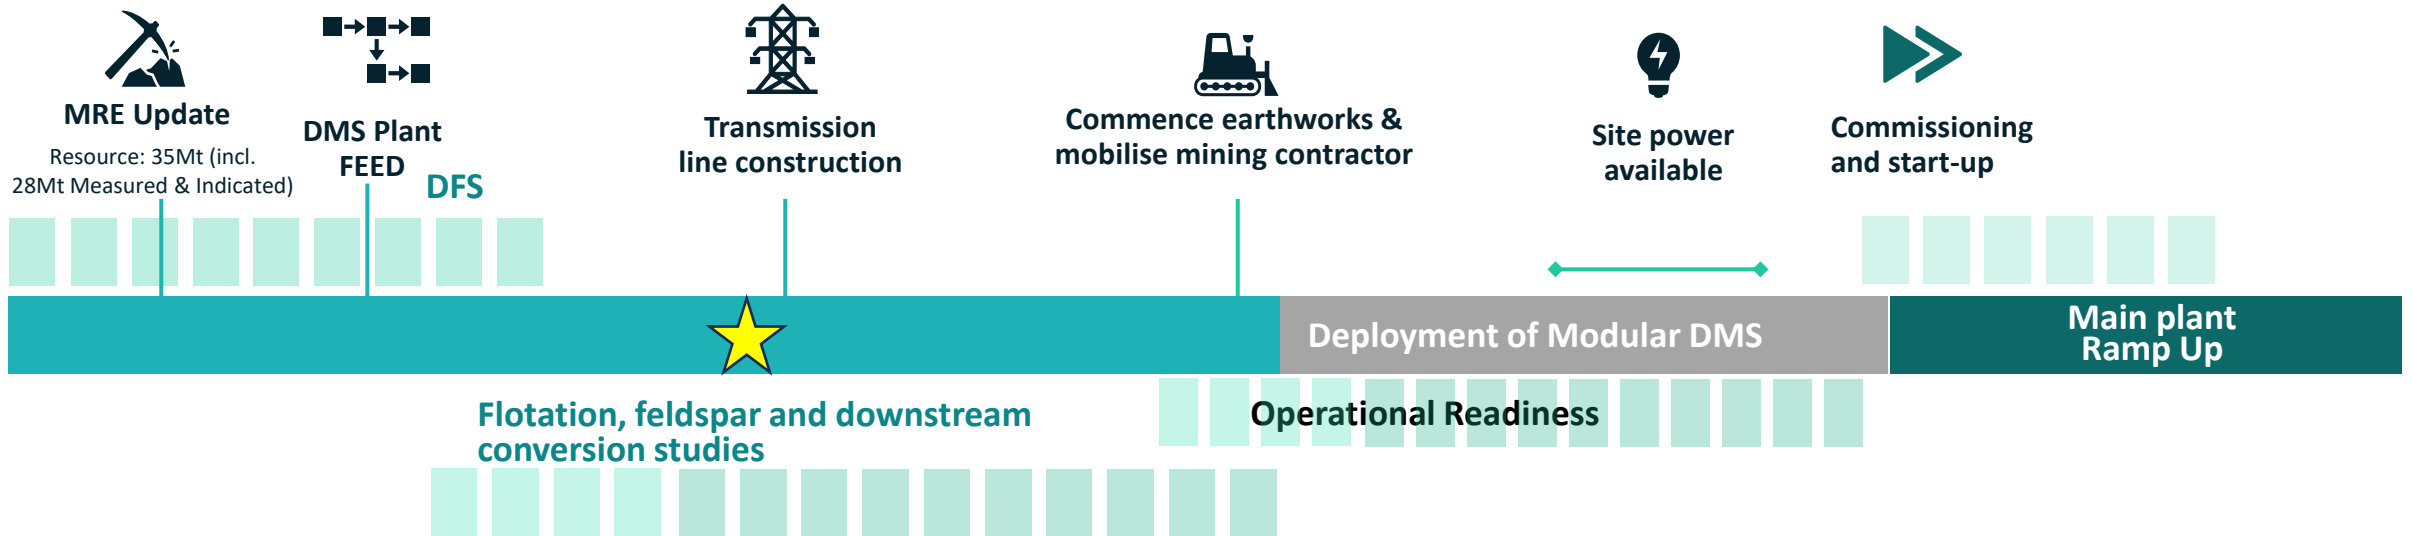 MRE Update
Resource: 35Mt (incl.
28Mt Measured & Indicated)
DMS Plant
FEED
DFS
Transmission
line construction
Commence earthworks &
mobilise mining contractor
Site power
available
Commissioning
and start-up
Deployment of Modular DMS
Main plant
Ramp Up
Flotation, feldspar and downstream
conversion studies
Operational Readiness